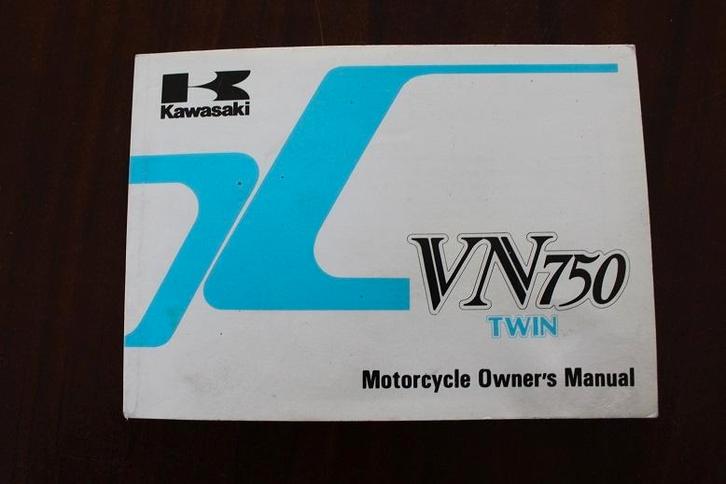 Kawasaki
VN750
TWIN
Motorcycle Owner's Manual